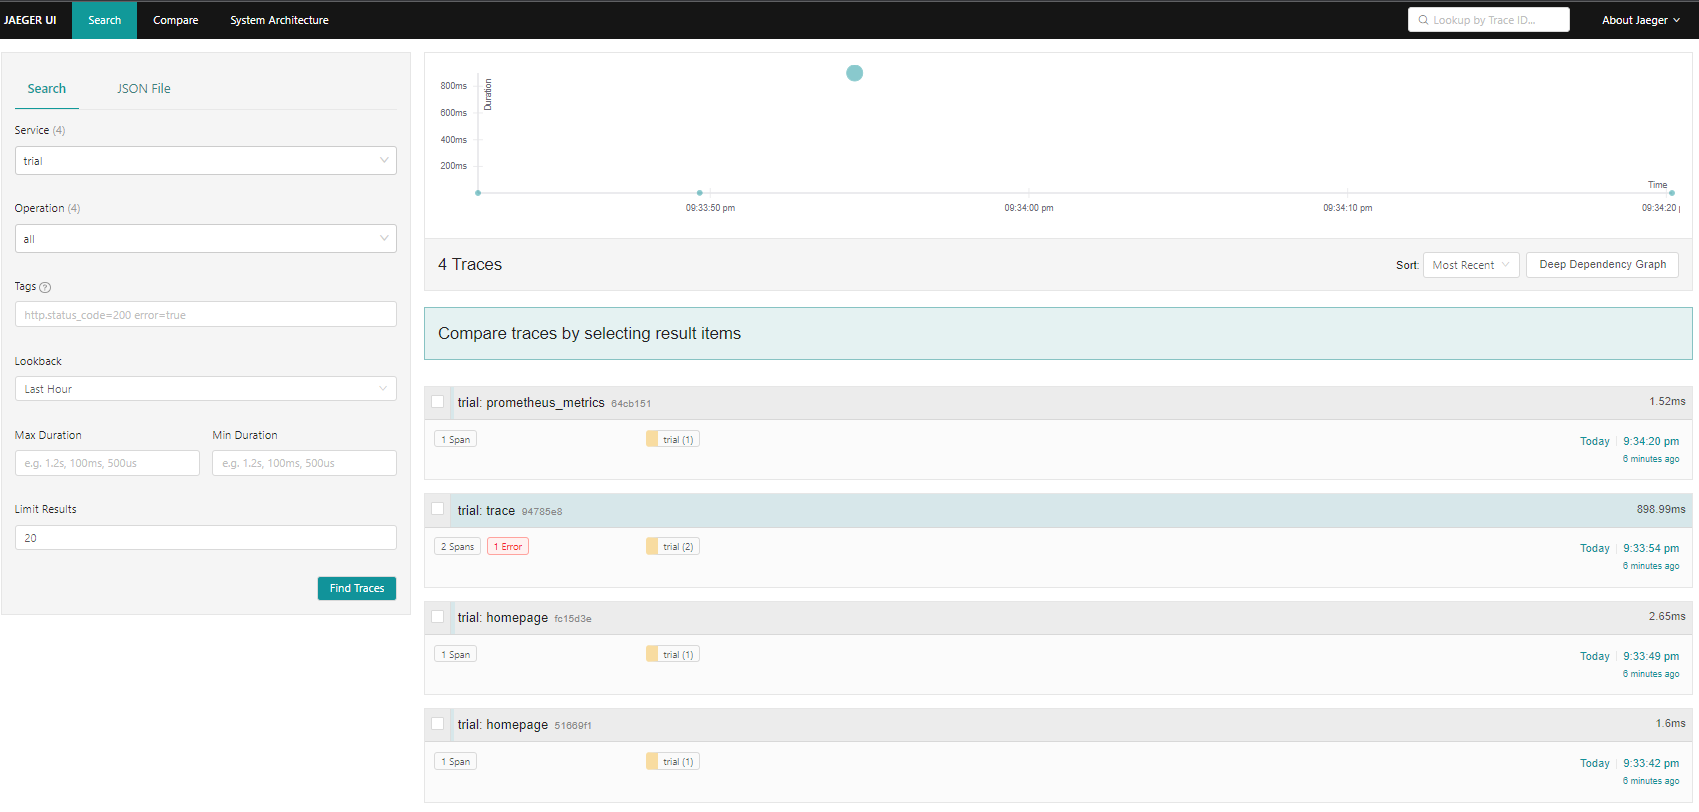 JAEGER UI Search Compare System Architecture Lookup by Trace ID... About Jaeger
Search JSON File
Service (4)
trial
Operation (4)
all
Tags ?
http.status_code=200 error=true
Lookback
Last Hour
Max Duration Min Duration
e.g. 1.2s, 100ms, 500us e.g. 1.2s, 100ms, 500us
Limit Results
20
Find Traces
Duration
800ms
600ms
400ms
200ms
Time
09:33:50 pm 09:34:00 pm 09:34:10 pm 09:34:20
4 Traces Sort: Most Recent Deep Dependency Graph
Compare traces by selecting result items
trial: prometheus_metrics 64cb151 1.52ms
1 Span trial (1) Today 9:34:20 pm
6 minutes ago
trial: trace 94785e8 898.99ms
2 Spans 1 Error trial (2) Today 9:33:54 pm
6 minutes ago
trial: homepage fc15d3e 2.65ms
1 Span trial (1) Today 9:33:49 pm
6 minutes ago
trial: homepage 51669f1 1.6ms
1 Span trial (1) Today 9:33:42 pm
6 minutes ago